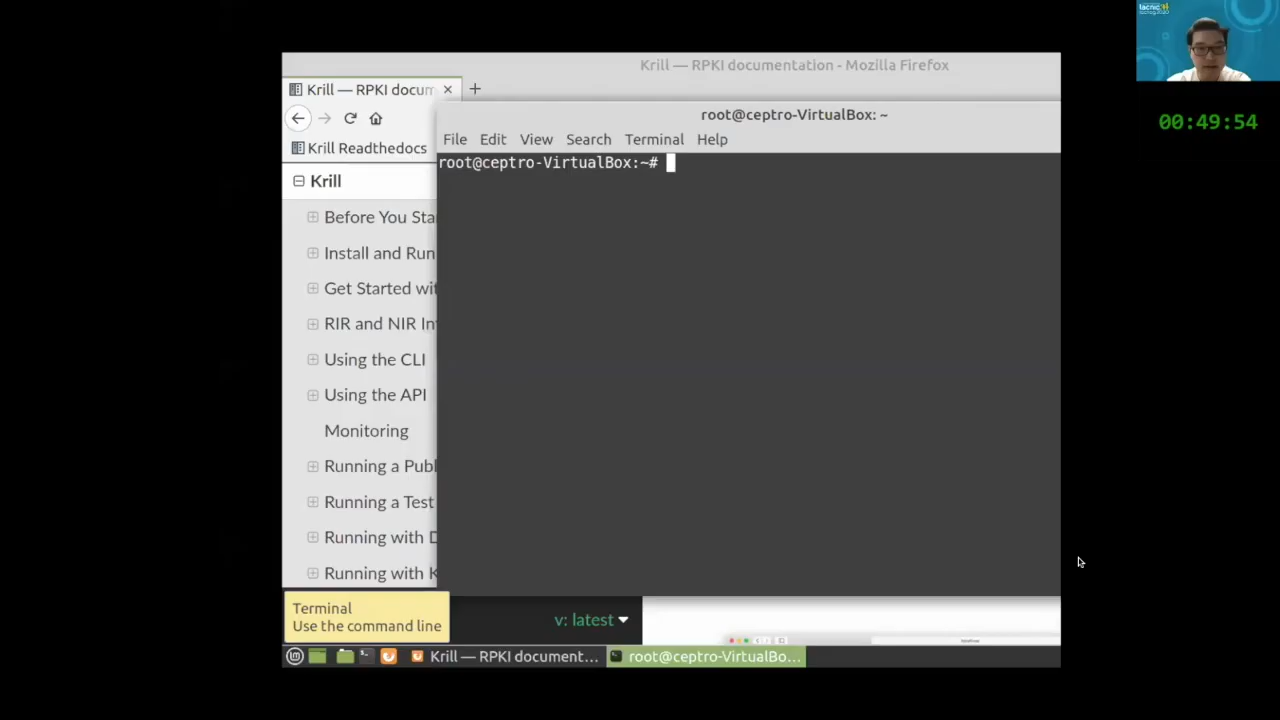 lacnic
Krill — RPKI documentation - Mozilla Firefox
Krill — RPKI docum
root@ceptro-VirtualBox: ~
00:49:54
File Edit View Search Terminal Help
Krill Readthedocs
root@ceptro-VirtualBox:~#
Krill
Before You Sta
Install and Run
Get Started wit
RIR and NIR In
Using the CLI
Using the API
Monitoring
Running a Publ
Running a Test
Running with D
Running with K
Terminal
Use the command line
v: latest
Krill — RPKI document...
root@ceptro-VirtualBo...